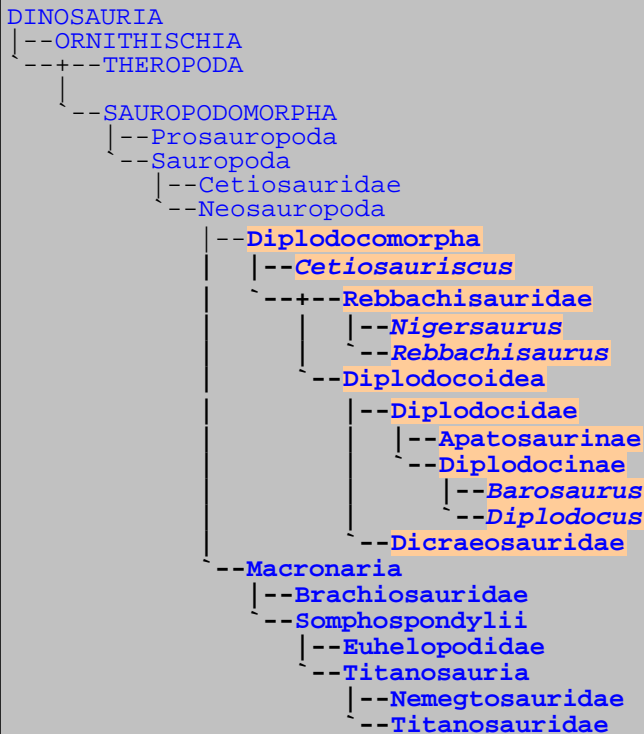 DINOSAURIA
|--ORNITHISCHIA
`--+--THEROPODA
   |
   `--SAUROPODOMORPHA
      |--Prosauropoda
      `--Sauropoda
         |--Cetiosauridae
         `--Neosauropoda
            |--Diplodocomorpha
            |  |--Cetiosauriscus
            |  `--+--Rebbachisauridae
            |     |  |--Nigersaurus
            |     |  `--Rebbachisaurus
            |     `--Diplodocoidea
            |        |--Diplodocidae
            |        |  |--Apatosaurinae
            |        |  `--Diplodocinae
            |        |     |--Barosaurus
            |        |     `--Diplodocus
            |        `--Dicraeosauridae
            `--Macronaria
               |--Brachiosauridae
               `--Somphospondylii
                  |--Euhelopodidae
                  `--Titanosauria
                     |--Nemegtosauridae
                     `--Titanosauridae